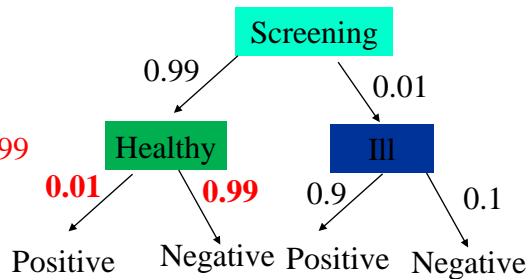 Screening
0.99
0.01
99
Healthy
Ill
0.01
0.99
0.9
0.1
Positive
Negative
Positive
Negative